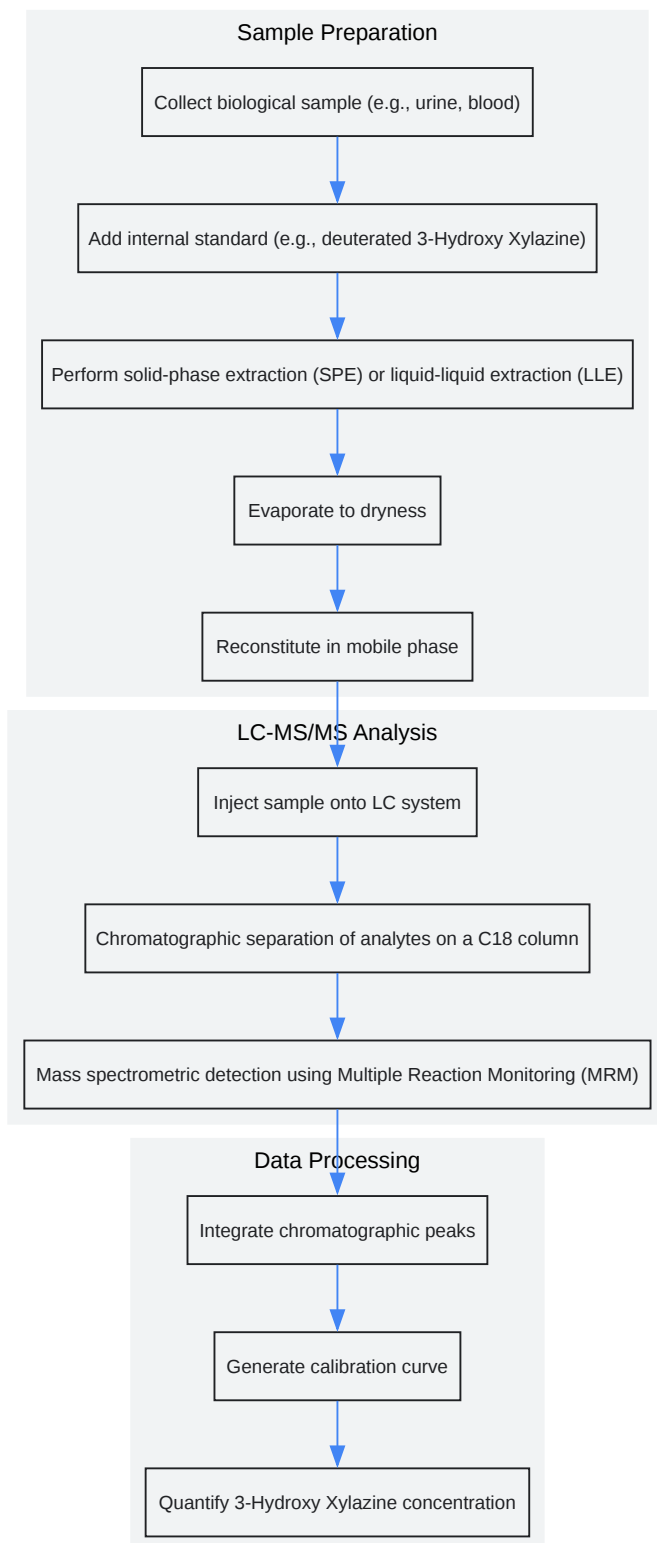 Sample Preparation
Collect biological sample (e.g., urine, blood)
Add internal standard (e.g., deuterated 3-Hydroxy Xylazine)
Perform solid-phase extraction (SPE) or liquid-liquid extraction (LLE)
Evaporate to dryness
Reconstitute in mobile phase
LC-MS/MS Analysis
Inject sample onto LC system
Chromatographic separation of analytes on a C18 column
Mass spectrometric detection using Multiple Reaction Monitoring (MRM)
Data Processing
Integrate chromatographic peaks
Generate calibration curve
Quantify 3-Hydroxy Xylazine concentration